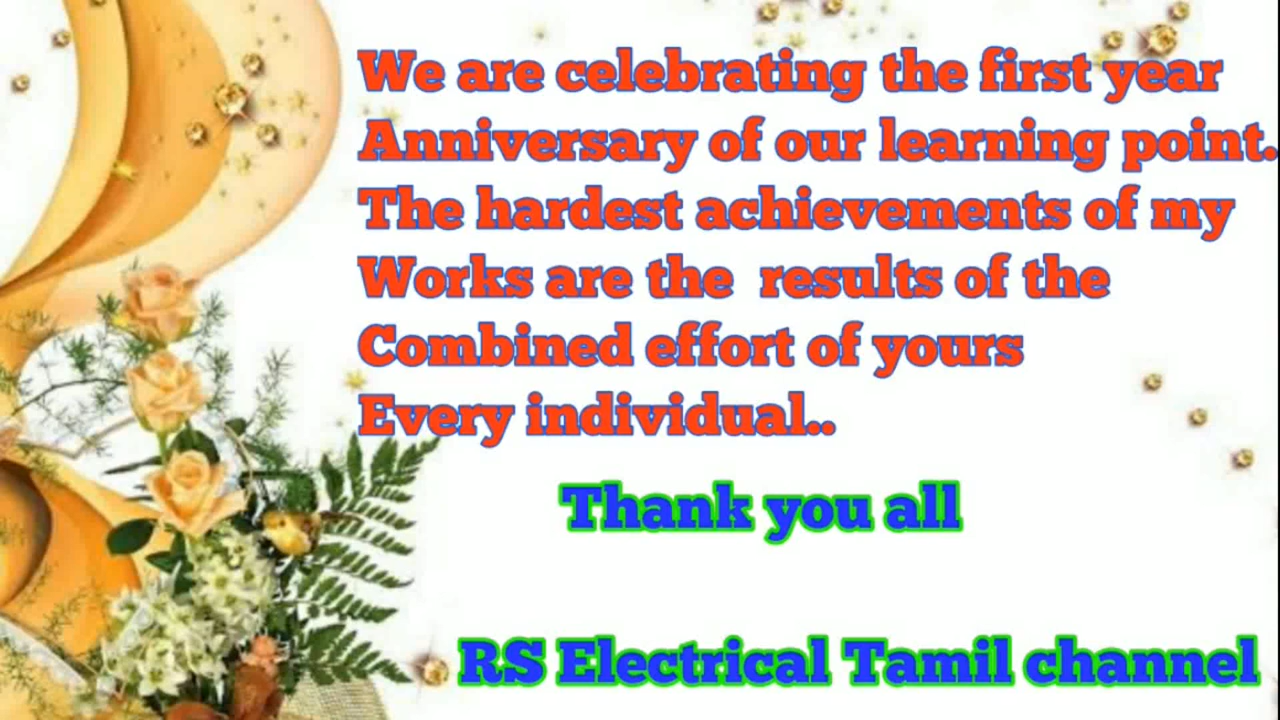 We are celebrating the first year
Anniversary of our learning point.
The hardest achievements of my
Works are the results of the
Combined effort of yours
Every individual..
Thank you all
RS Electrical Tamil channel